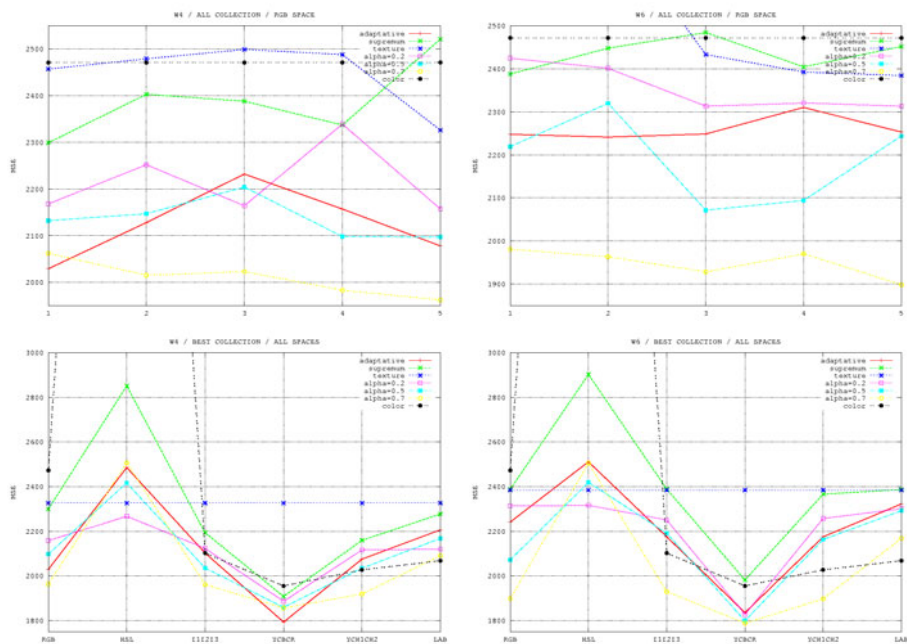 W4 / ALL COLLECTION / RGB SPACE
adaptative
supremum
texture
alpha=0.2
alpha=0.5
alpha=0.7
color
2500
2400
2300
2200
2100
2000
MSE
1 2 3 4 5
W6 / ALL COLLECTION / RGB SPACE
adaptative
supremum
texture
alpha=0.2
alpha=0.5
color
2500
2400
2300
2200
2100
2000
1900
MSE
1 2 3 4 5
W4 / BEST COLLECTION / ALL SPACES
adaptative
supremum
texture
alpha=0.2
alpha=0.5
alpha=0.7
color
3000
2800
2600
2400
2200
2000
1800
MSE
RGB HSL I1I2I3 YCBCR YCH1CH2 LAB
W6 / BEST COLLECTION / ALL SPACES
adaptative
supremum
texture
alpha=0.2
alpha=0.5
alpha=0.7
color
3000
2800
2600
2400
2200
2000
1800
MSE
RGB HSL I1I2I3 YCBCR YCH1CH2 LAB